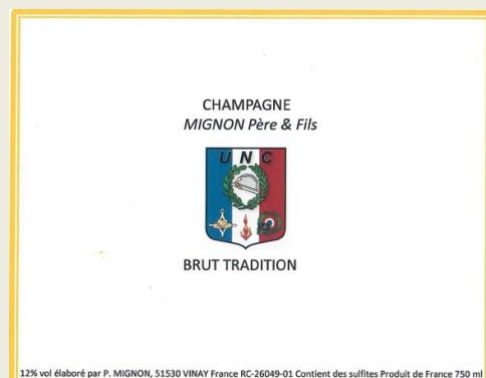 CHAMPAGNE
MIGNON Père & Fils
UNC
BRUT TRADITION
12% vol élaboré par P. MIGNON, 51530 VINAY France RC-26049-01 Contient des sulfites Produit de France 750 ml